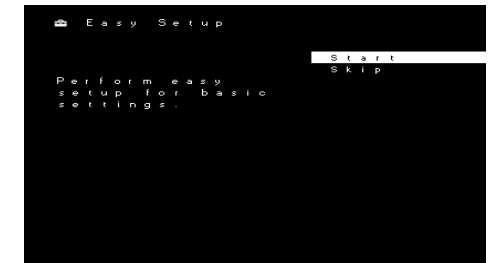 Easy Setup
Start
Skip
Perform easy
setup for basic
settings.